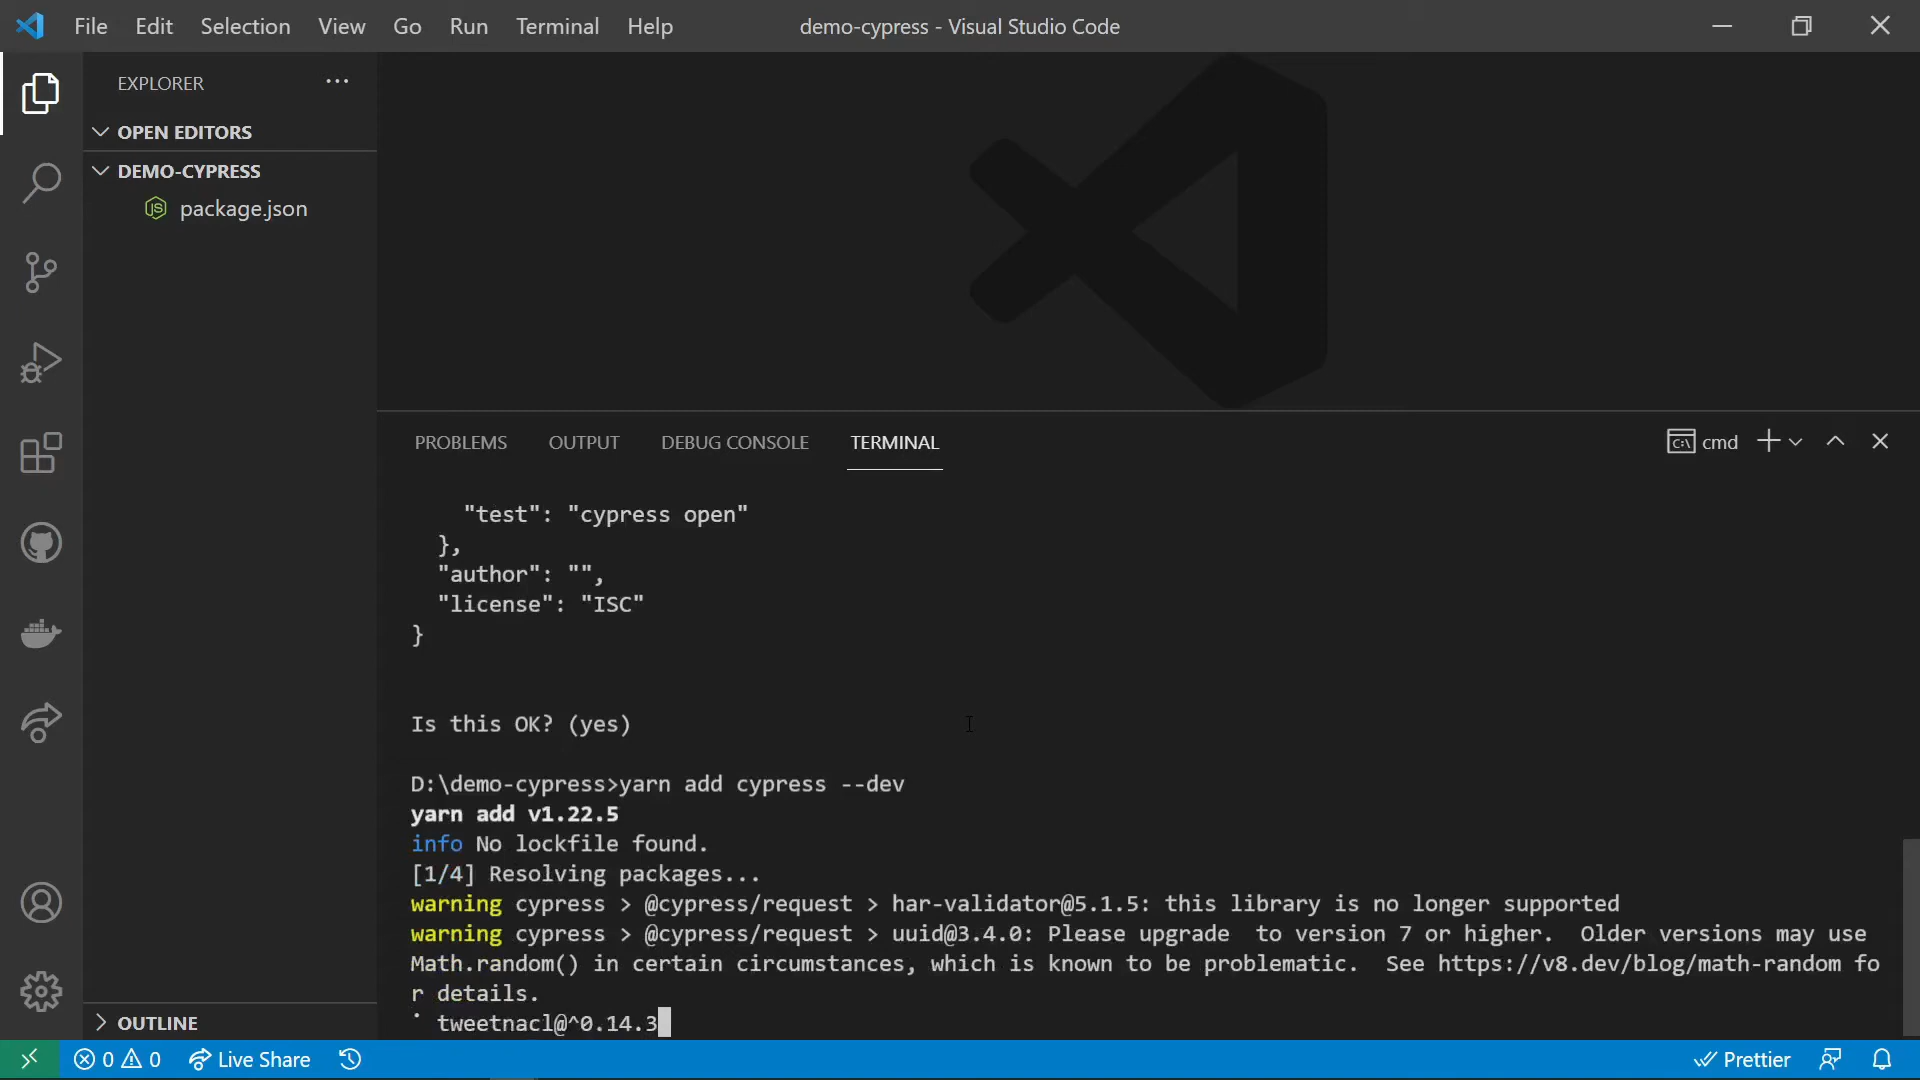 File Edit Selection View Go Run Terminal Help
demo-cypress - Visual Studio Code
EXPLORER
OPEN EDITORS
DEMO-CYPRESS
JS package.json
OUTLINE
PROBLEMS OUTPUT DEBUG CONSOLE TERMINAL
C:\ cmd
"test": "cypress open"
},
"author": "",
"license": "ISC"
}
Is this OK? (yes)
D:\demo-cypress>yarn add cypress --dev
yarn add v1.22.5
info No lockfile found.
[1/4] Resolving packages...
warning cypress > @cypress/request > har-validator@5.1.5: this library is no longer supported
warning cypress > @cypress/request > uuid@3.4.0: Please upgrade  to version 7 or higher.  Older versions may use
Math.random() in certain circumstances, which is known to be problematic.  See https://v8.dev/blog/math-random fo
r details.
⠁ tweetnacl@^0.14.3
0 0 Live Share
Prettier